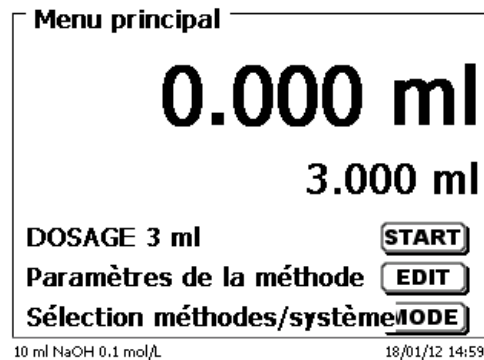 Menu principal
0.000 ml
3.000 ml
DOSAGE 3 ml START
Paramètres de la méthode EDIT
Sélection méthodes/système MODE
10 ml NaOH 0.1 mol/L 18/01/12 14:59